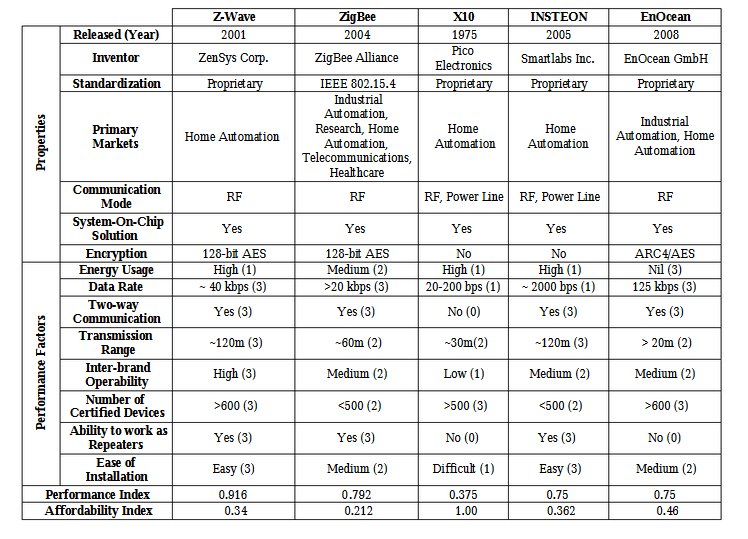 Z-Wave ZigBee X10 INSTEON EnOcean
Properties
Released (Year) 2001 2004 1975 2005 2008
Inventor ZenSys Corp. ZigBee Alliance Pico Electronics Smartlabs Inc. EnOcean GmbH
Standardization Proprietary IEEE 802.15.4 Proprietary Proprietary Proprietary
Primary Markets Home Automation Industrial Automation, Research, Home Automation, Telecommunications, Healthcare Home Automation Home Automation Industrial Automation, Home Automation
Communication Mode RF RF RF, Power Line RF, Power Line RF
System-On-Chip Solution Yes Yes Yes Yes Yes
Encryption 128-bit AES 128-bit AES No No ARC4/AES
Performance Factors
Energy Usage High (1) Medium (2) High (1) High (1) Nil (3)
Data Rate ~ 40 kbps (3) >20 kbps (3) 20-200 bps (1) ~ 2000 bps (1) 125 kbps (3)
Two-way Communication Yes (3) Yes (3) No (0) Yes (3) Yes (3)
Transmission Range ~120m (3) ~60m (2) ~30m(2) ~120m (3) > 20m (2)
Inter-brand Operability High (3) Medium (2) Low (1) Medium (2) Medium (2)
Number of Certified Devices >600 (3) <500 (2) >500 (3) <500 (2) >600 (3)
Ability to work as Repeaters Yes (3) Yes (3) No (0) Yes (3) No (0)
Ease of Installation Easy (3) Medium (2) Difficult (1) Easy (3) Medium (2)
Performance Index 0.916 0.792 0.375 0.75 0.75
Affordability Index 0.34 0.212 1.00 0.362 0.46